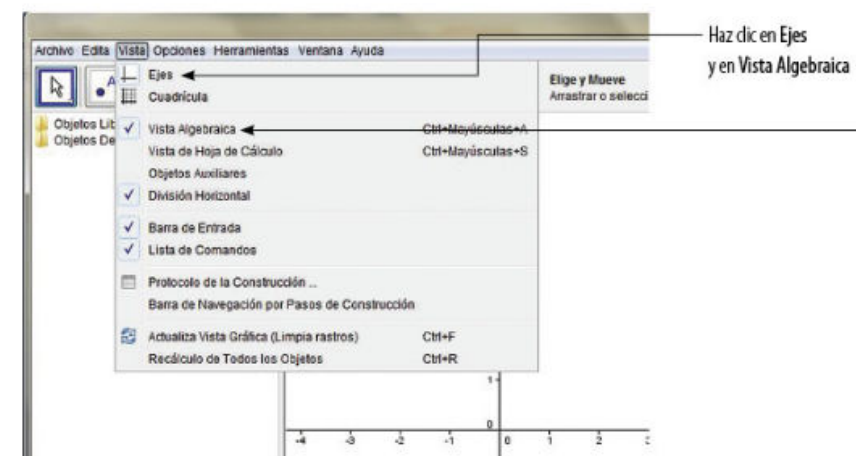 Archivo Edita Vista Opciones Herramientas Ventana Ayuda
Haz clic en Ejes
y en Vista Algebraica
Ejes
Cuadrícula
Elige y Mueve
Arrastrar o selecci
Objetos Lib
Objetos De
Vista Algebraica Ctrl+Mayúsculas+A
Vista de Hoja de Cálculo Ctrl+Mayúsculas+S
Objetos Auxiliares
División Horizontal
Barra de Entrada
Lista de Comandos
Protocolo de la Construcción ...
Barra de Navegación por Pasos de Construcción
Actualiza Vista Gráfica (Limpia rastros) Ctrl+F
Recálculo de Todos los Objetos Ctrl+R
1
0
-4 -3 -2 -1 0 1 2